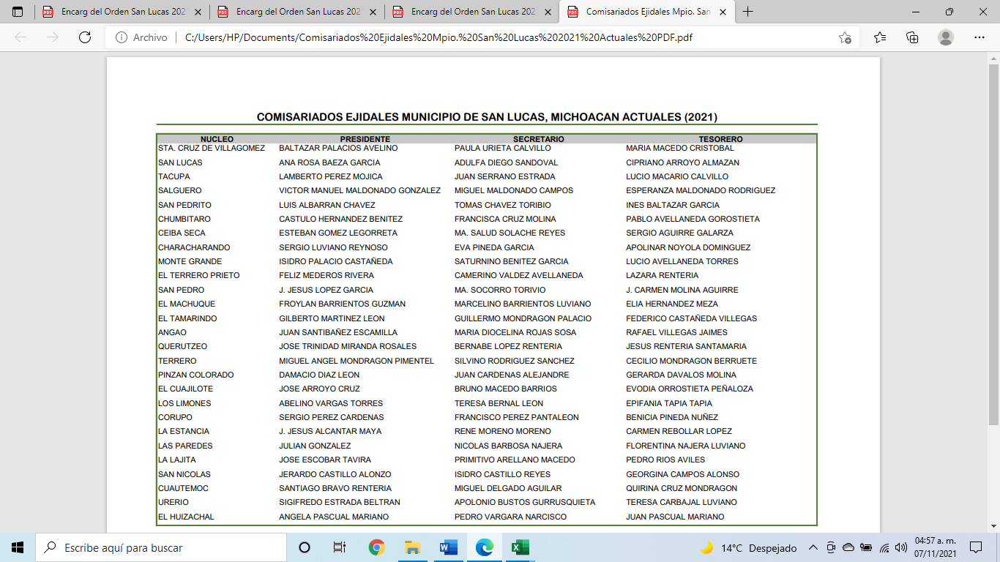 Encarg del Orden San Lucas 202
Encarg del Orden San Lucas 202
Encarg del Orden San Lucas 202
Comisariados Ejidales Mpio. San
Archivo C:/Users/HP/Documents/Comisariados%20Ejidales%20Mpio.%20San%20Lucas%202021%20Actuales%20PDF.pdf
COMISARIADOS EJIDALES MUNICIPIO DE SAN LUCAS, MICHOACAN ACTUALES (2021)
NUCLEO PRESIDENTE SECRETARIO TESORERO
STA. CRUZ DE VILLAGOMEZ BALTAZAR PALACIOS AVELINO PAULA URIETA CALVILLO MARIA MACEDO CRISTOBAL
SAN LUCAS ANA ROSA BAEZA GARCIA ADULFA DIEGO SANDOVAL CIPRIANO ARROYO ALMAZAN
TACUPA LAMBERTO PEREZ MOJICA JUAN SERRANO ESTRADA LUCIO MACARIO CALVILLO
SALGUERO VICTOR MANUEL MALDONADO GONZALEZ MIGUEL MALDONADO CAMPOS ESPERANZA MALDONADO RODRIGUEZ
SAN PEDRITO LUIS ALBARRAN CHAVEZ TOMAS CHAVEZ TORIBIO INES BALTAZAR GARCIA
CHUMBITARO CASTULO HERNANDEZ BENITEZ FRANCISCA CRUZ MOLINA PABLO AVELLANEDA GOROSTIETA
CEIBA SECA ESTEBAN GOMEZ LEGORRETA MA. SALUD SOLACHE REYES SERGIO AGUIRRE GALARZA
CHARACHARANDO SERGIO LUVIANO REYNOSO EVA PINEDA GARCIA APOLINAR NOYOLA DOMINGUEZ
MONTE GRANDE ISIDRO PALACIO CASTAÑEDA SATURNINO BENITEZ GARCIA LUCIO AVELLANEDA TORRES
EL TERRERO PRIETO FELIZ MEDEROS RIVERA CAMERINO VALDEZ AVELLANEDA LAZARA RENTERIA
SAN PEDRO J. JESUS LOPEZ GARCIA MA. SOCORRO TORIVIO J. CARMEN MOLINA AGUIRRE
EL MACHUQUE FROYLAN BARRIENTOS GUZMAN MARCELINO BARRIENTOS LUVIANO ELIA HERNANDEZ MEZA
EL TAMARINDO GILBERTO MARTINEZ LEON GUILLERMO MONDRAGON PALACIO FEDERICO CASTAÑEDA VILLEGAS
ANGAO JUAN SANTIBAÑEZ ESCAMILLA MARIA DIOCELINA ROJAS SOSA RAFAEL VILLEGAS JAIMES
QUERUTZEO JOSE TRINIDAD MIRANDA ROSALES BERNABE LOPEZ RENTERIA JESUS RENTERIA SANTAMARIA
TERRERO MIGUEL ANGEL MONDRAGON PIMENTEL SILVINO RODRIGUEZ SANCHEZ CECILIO MONDRAGON BERRUETE
PINZAN COLORADO DAMACIO DIAZ LEON JUAN CARDENAS ALEJANDRE GERARDA DAVALOS MOLINA
EL CUAJILOTE JOSE ARROYO CRUZ BRUNO MACEDO BARRIOS EVODIA ORROSTIETA PEÑALOZA
LOS LIMONES ABELINO VARGAS TORRES TERESA BERNAL LEON EPIFANIA TAPIA TAPIA
CORUPO SERGIO PEREZ CARDENAS FRANCISCO PEREZ PANTALEON BENICIA PINEDA NUÑEZ
LA ESTANCIA J. JESUS ALCANTAR MAYA RENE MORENO MORENO CARMEN REBOLLAR LOPEZ
LAS PAREDES JULIAN GONZALEZ NICOLAS BARBOSA NAJERA FLORENTINA NAJERA LUVIANO
LA LAJITA JOSE ESCOBAR TAVIRA PRIMITIVO ARELLANO MACEDO PEDRO RIOS AVILES
SAN NICOLAS JERARDO CASTILLO ALONZO ISIDRO CASTILLO REYES GEORGINA CAMPOS ALONSO
CUAUTEMOC SANTIAGO BRAVO RENTERIA MIGUEL DELGADO AGUILAR QUIRINA CRUZ MONDRAGON
URERIO SIGIFREDO ESTRADA BELTRAN APOLONIO BUSTOS GURRUSQUIETA TERESA CARBAJAL LUVIANO
EL HUIZACHAL ANGELA PASCUAL MARIANO PEDRO VARGARA NARCISCO JUAN PASCUAL MARIANO
Escribe aquí para buscar
14°C Despejado
04:57 a. m.
07/11/2021